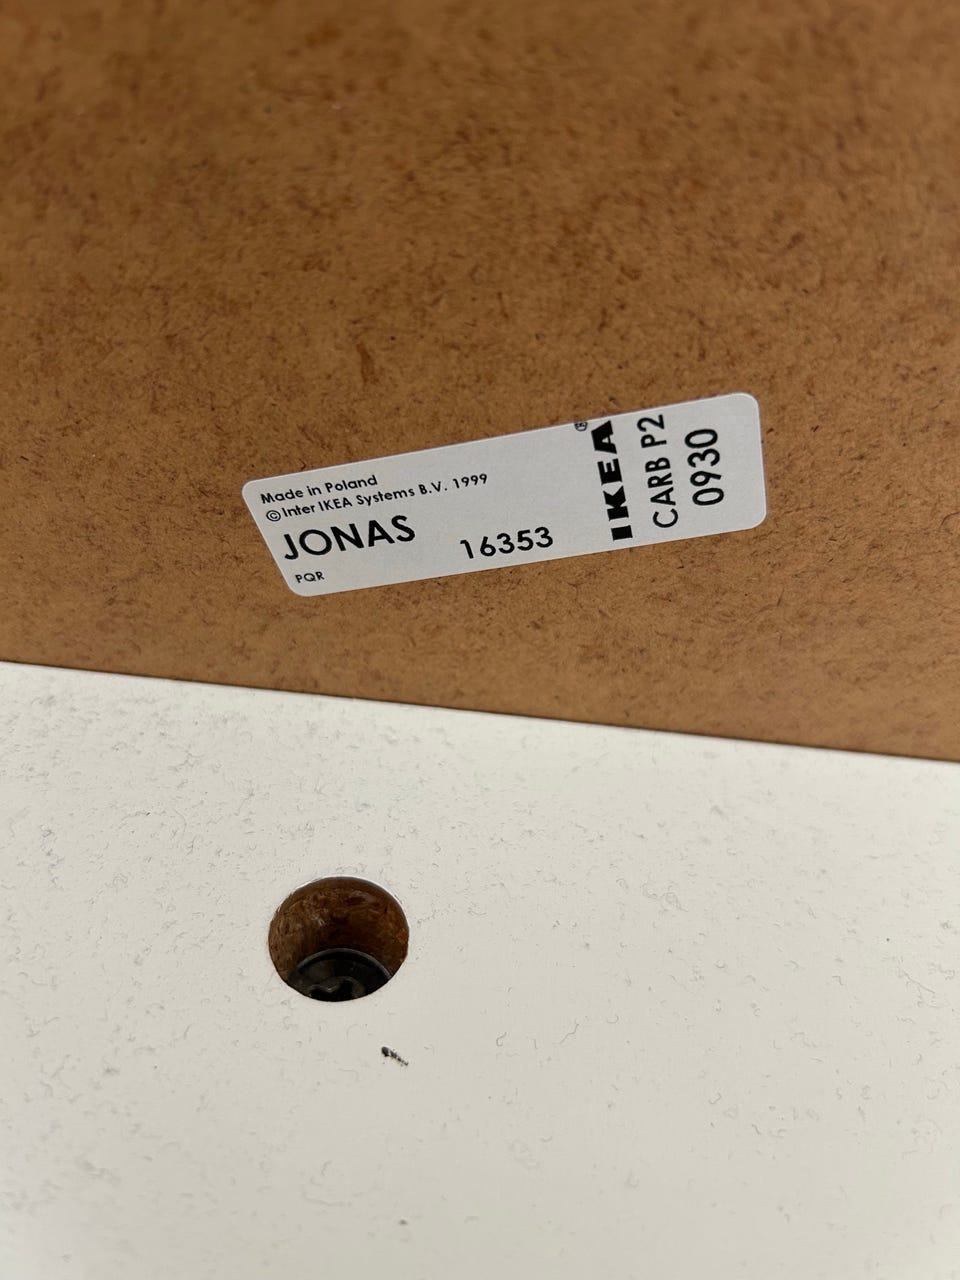 Made in Poland
©Inter IKEA Systems B.V. 1999
JONAS
16353
PQR
IKEA®
CARB P2
0930